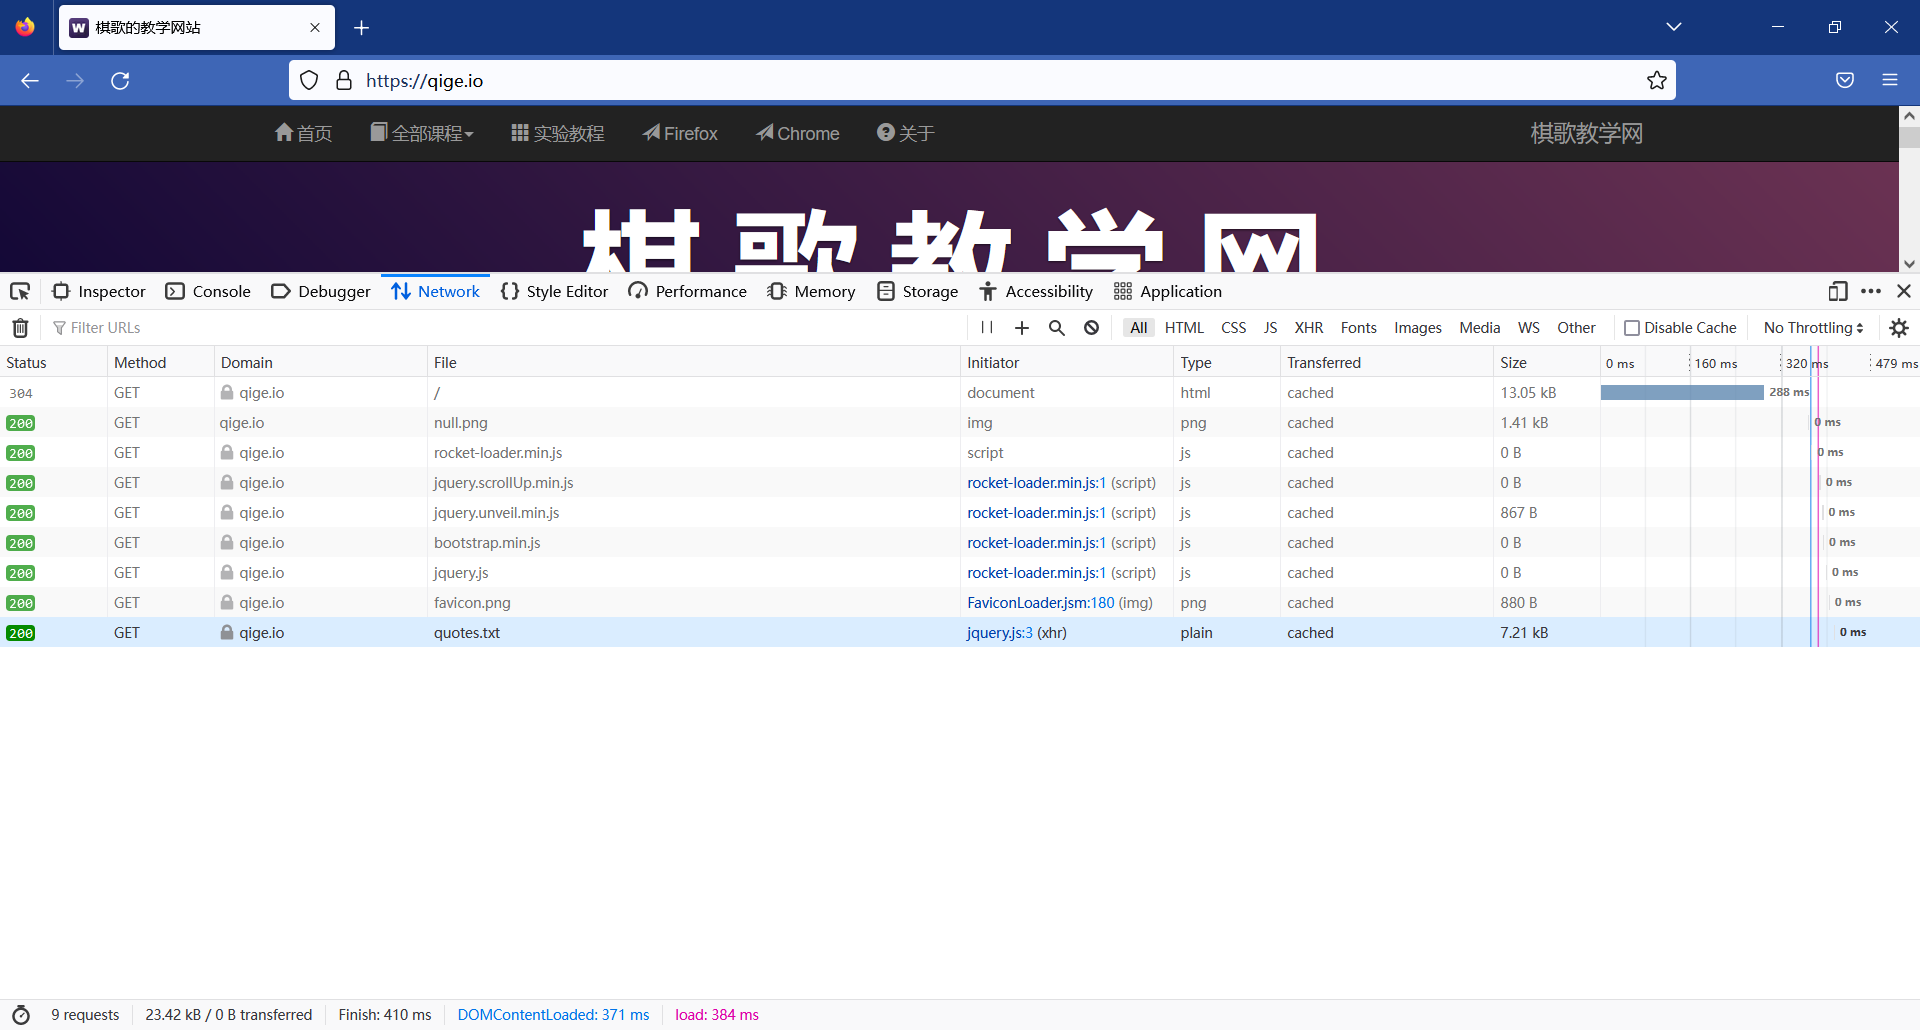 棋歌的教学网站
https://qige.io
首页 全部课程 实验教程 Firefox Chrome 关于 棋歌教学网
棋歌教学网
Inspector Console Debugger Network Style Editor Performance Memory Storage Accessibility Application
Filter URLs All HTML CSS JS XHR Fonts Images Media WS Other Disable Cache No Throttling
Status Method Domain File Initiator Type Transferred Size 0 ms 160 ms 320 ms 479 ms
304 GET qige.io / document html cached 13.05 kB 288 ms
200 GET qige.io null.png img png cached 1.41 kB 0 ms
200 GET qige.io rocket-loader.min.js script js cached 0 B 0 ms
200 GET qige.io jquery.scrollUp.min.js rocket-loader.min.js:1 (script) js cached 0 B 0 ms
200 GET qige.io jquery.unveil.min.js rocket-loader.min.js:1 (script) js cached 867 B 0 ms
200 GET qige.io bootstrap.min.js rocket-loader.min.js:1 (script) js cached 0 B 0 ms
200 GET qige.io jquery.js rocket-loader.min.js:1 (script) js cached 0 B 0 ms
200 GET qige.io favicon.png FaviconLoader.jsm:180 (img) png cached 880 B 0 ms
200 GET qige.io quotes.txt jquery.js:3 (xhr) plain cached 7.21 kB 0 ms
9 requests 23.42 kB / 0 B transferred Finish: 410 ms DOMContentLoaded: 371 ms load: 384 ms